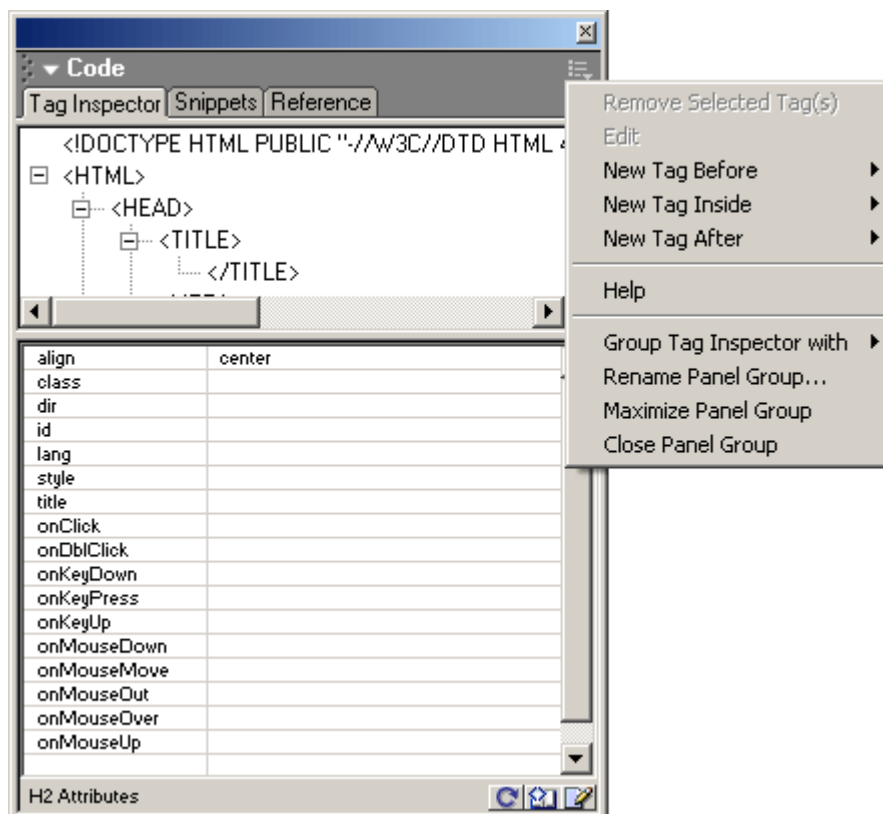 Code
Tag Inspector Snippets Reference
<!DOCTYPE HTML PUBLIC "-//W3C//DTD HTML
<HTML>
<HEAD>
<TITLE>
</TITLE>
align center
class
dir
id
lang
style
title
onClick
onDblClick
onKeyDown
onKeyPress
onKeyUp
onMouseDown
onMouseMove
onMouseOut
onMouseOver
onMouseUp
H2 Attributes
Remove Selected Tag(s)
Edit
New Tag Before
New Tag Inside
New Tag After
Help
Group Tag Inspector with
Rename Panel Group...
Maximize Panel Group
Close Panel Group